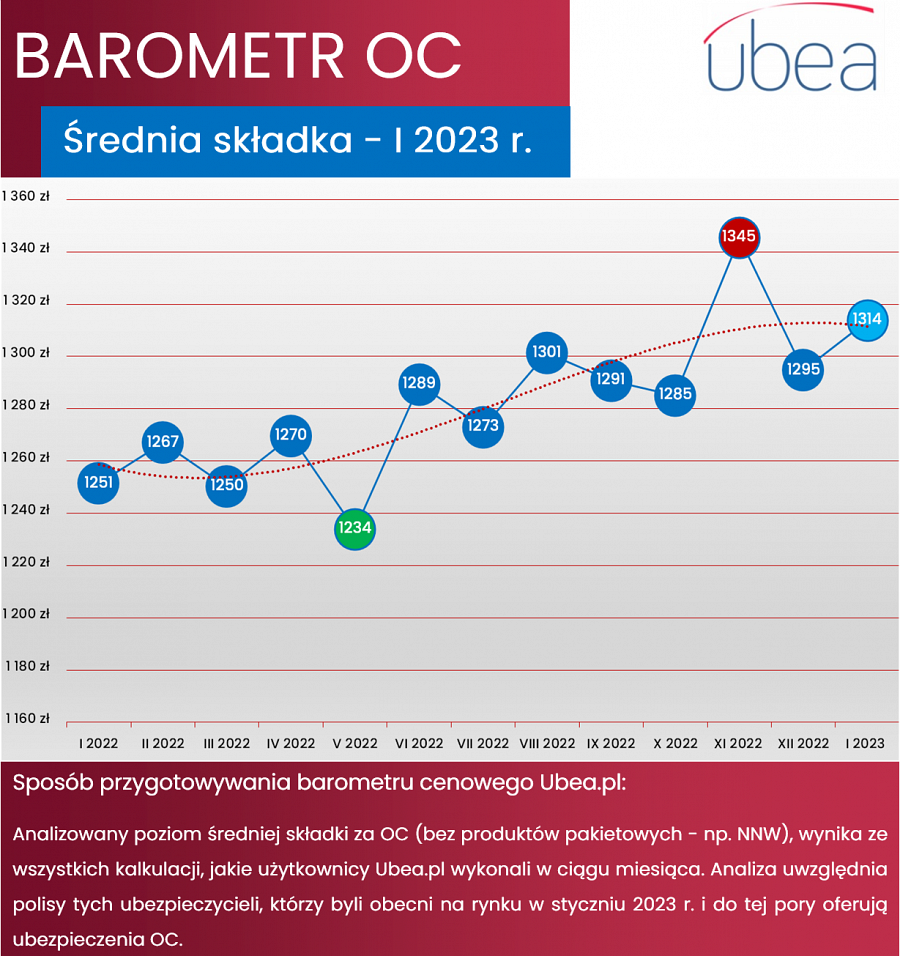 BAROMETR OC
ubea
Średnia składka - I 2023 r.
1 360 zł
1 340 zł
1 320 zł
1 300 zł
1 280 zł
1 260 zł
1 240 zł
1 220 zł
1 200 zł
1 180 zł
1 160 zł
1251
1267
1250
1270
1234
1289
1273
1301
1291
1285
1345
1295
1314
I 2022
II 2022
III 2022
IV 2022
V 2022
VI 2022
VII 2022
VIII 2022
IX 2022
X 2022
XI 2022
XII 2022
I 2023
Sposób przygotowywania barometru cenowego Ubea.pl:
Analizowany poziom średniej składki za OC (bez produktów pakietowych - np. NNW), wynika ze
wszystkich kalkulacji, jakie użytkownicy Ubea.pl wykonali w ciągu miesiąca. Analiza uwzględnia
polisy tych ubezpieczycieli, którzy byli obecni na rynku w styczniu 2023 r. i do tej pory oferują
ubezpieczenia OC.